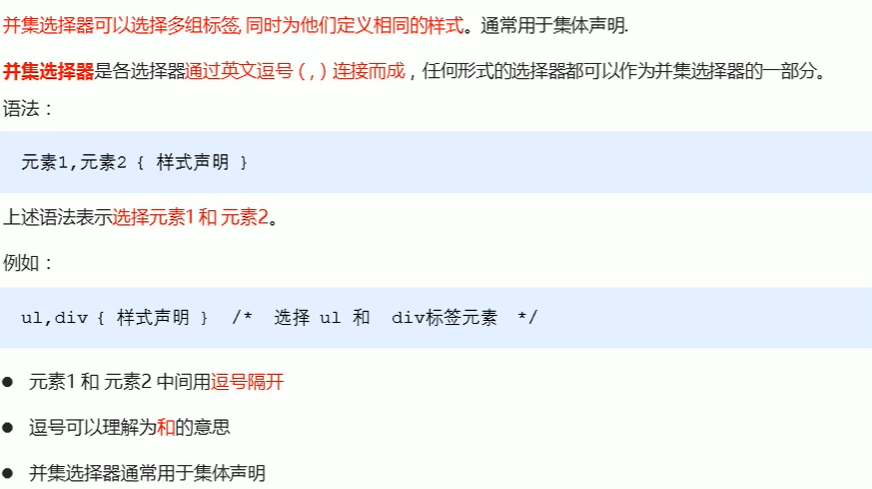 并集选择器可以选择多组标签, 同时为他们定义相同的样式。通常用于集体声明.
并集选择器是各选择器通过英文逗号 ( , ) 连接而成，任何形式的选择器都可以作为并集选择器的一部分。
语法：
元素1,元素2 { 样式声明 }
上述语法表示选择元素1 和 元素2。
例如：
ul,div { 样式声明 } /* 选择 ul 和 div标签元素 */
● 元素1 和 元素2 中间用逗号隔开
● 逗号可以理解为和的意思
● 并集选择器通常用于集体声明